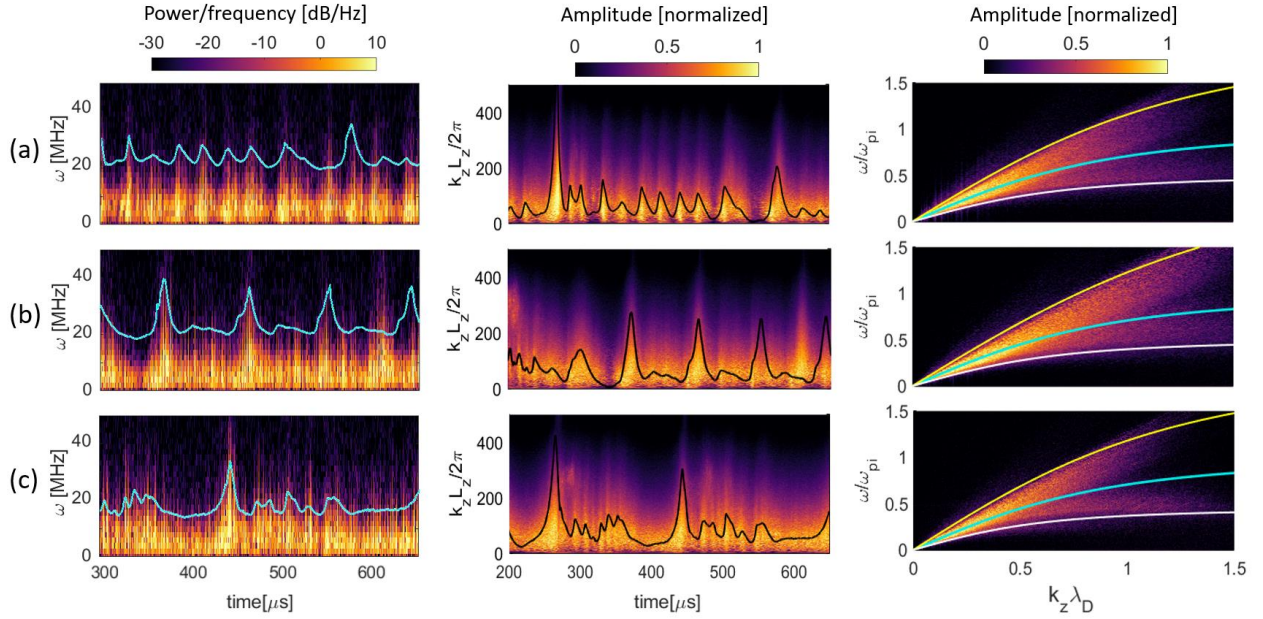 Power/frequency [dB/Hz]
-30 -20 -10 0 10
Amplitude [normalized]
0 0.5 1
Amplitude [normalized]
0 0.5 1
(a)
ω [MHz]
40
20
0
k_z L_z/2π
400
200
0
ω/ω_pi
1.5
1
0.5
0
(b)
ω [MHz]
40
20
0
k_z L_z/2π
400
200
0
ω/ω_pi
1.5
1
0.5
0
(c)
ω [MHz]
40
20
0
300 400 500 600
time[μs]
k_z L_z/2π
400
200
0
200 300 400 500 600
time[μs]
ω/ω_pi
1.5
1
0.5
0
0 0.5 1 1.5
k_z λ_D